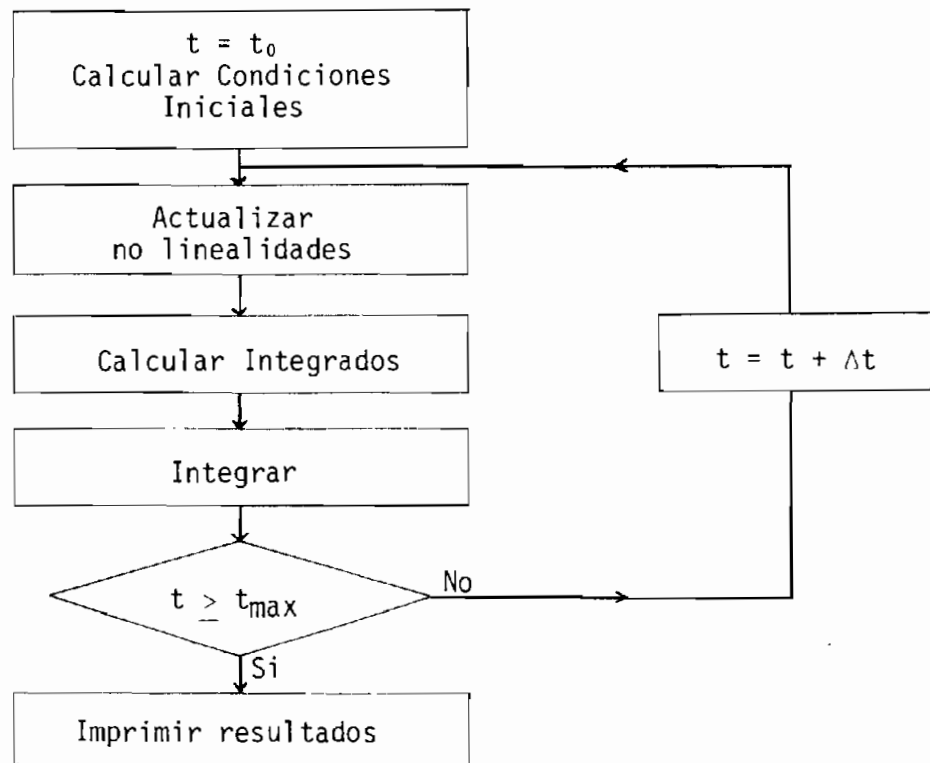 t = t₀
Calcular Condiciones
Iniciales
Actualizar
no linealidades
Calcular Integrados
t = t + Δt
Integrar
t ≥ tmax
No
Si
Imprimir resultados